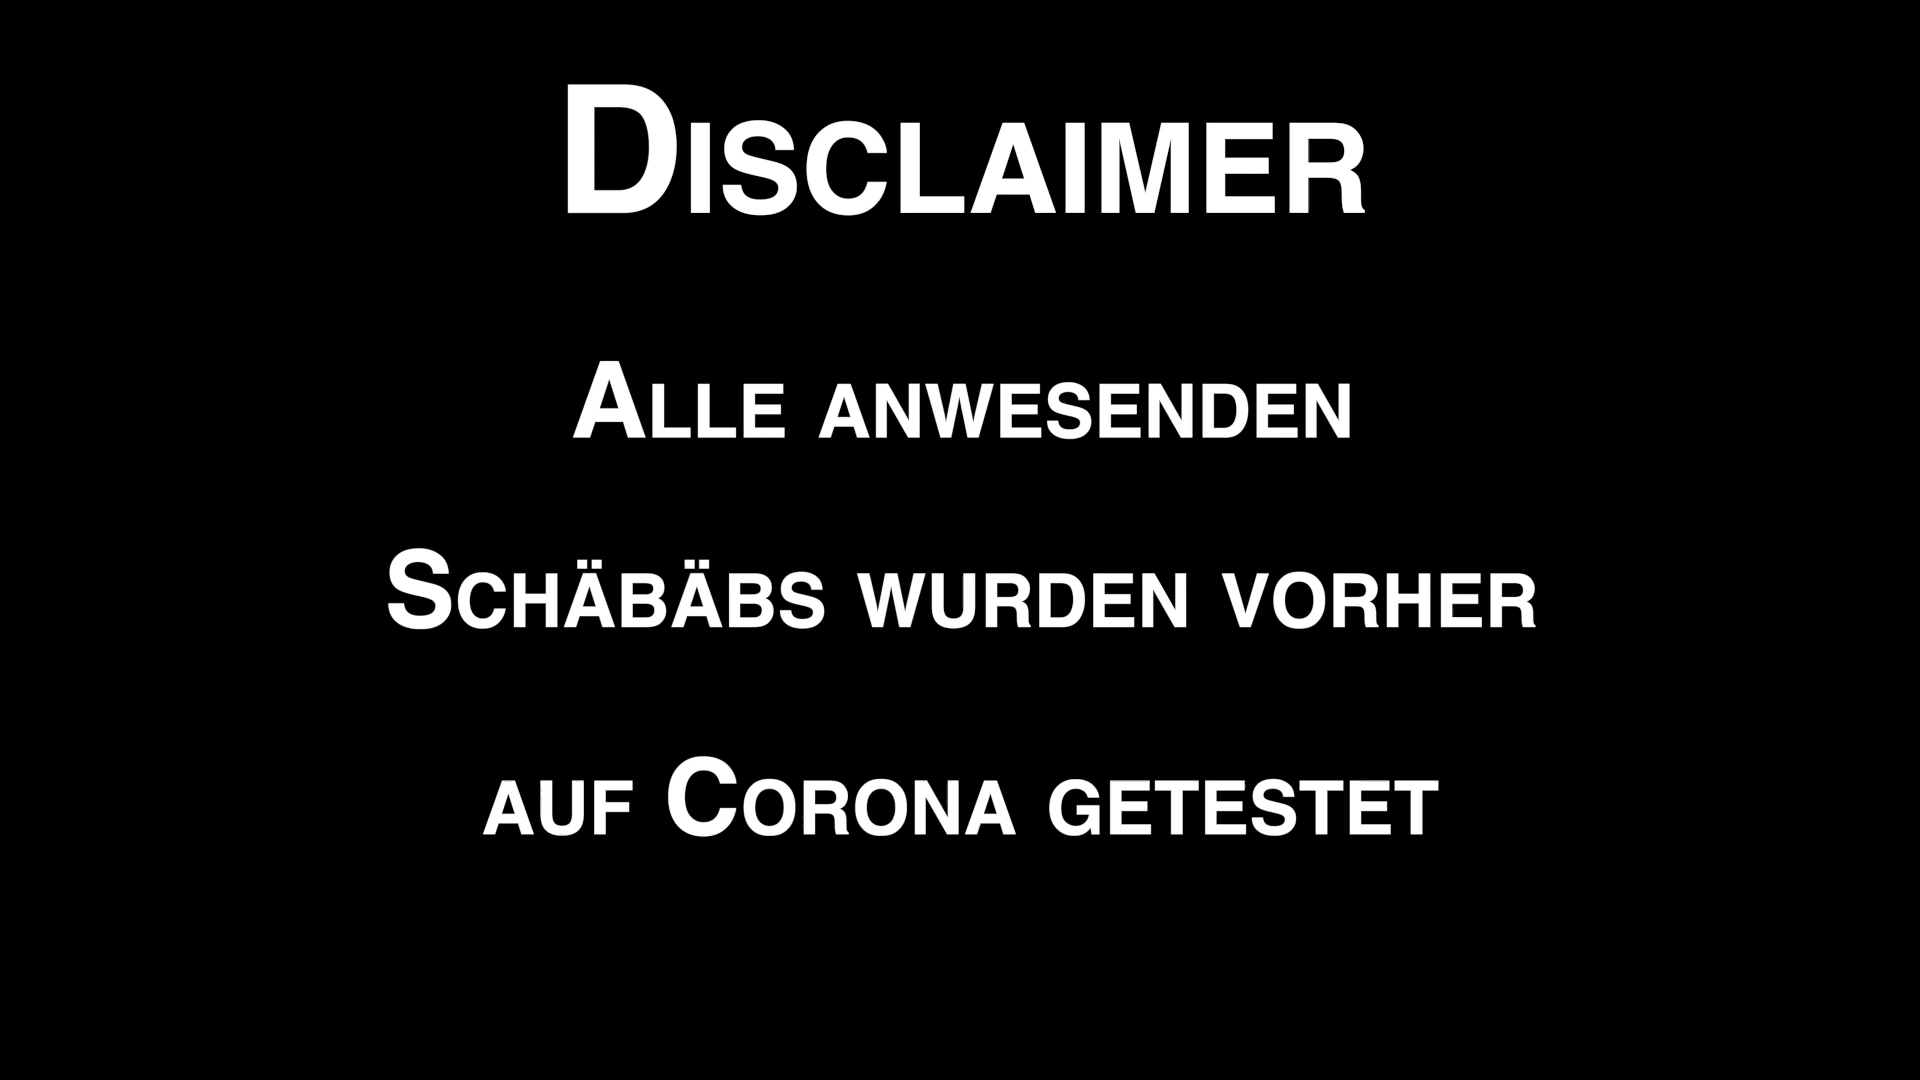 Disclaimer
Alle anwesenden
Schäbäbs wurden vorher
auf Corona getestet